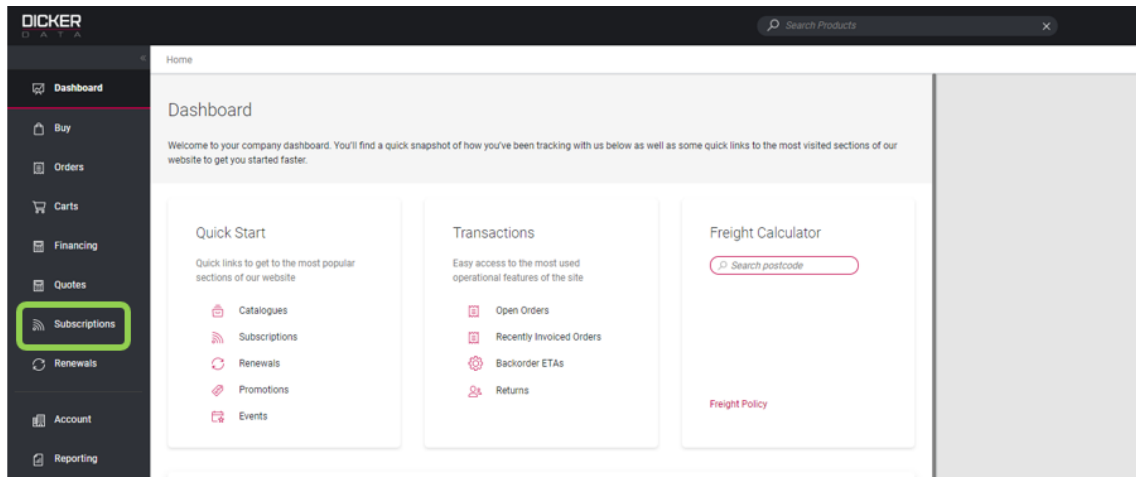 DICKER
DATA
Search Products
«
Home
Dashboard
Buy
Orders
Carts
Financing
Quotes
Subscriptions
Renewals
Account
Reporting
Dashboard
Welcome to your company dashboard. You'll find a quick snapshot of how you've been tracking with us below as well as some quick links to the most visited sections of our
website to get you started faster.
Quick Start
Quick links to get to the most popular
sections of our website
Catalogues
Subscriptions
Renewals
Promotions
Events
Transactions
Easy access to the most used
operational features of the site
Open Orders
Recently Invoiced Orders
Backorder ETAs
Returns
Freight Calculator
Search postcode
Freight Policy